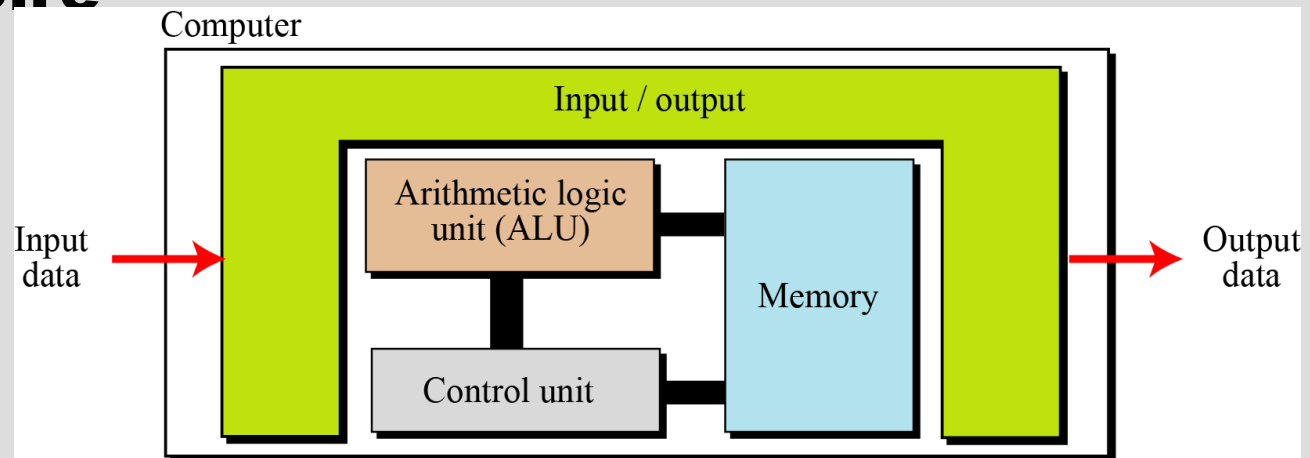 Computer
Input / output
Arithmetic logic
unit (ALU)
Input
data
Memory
Output
data
Control unit